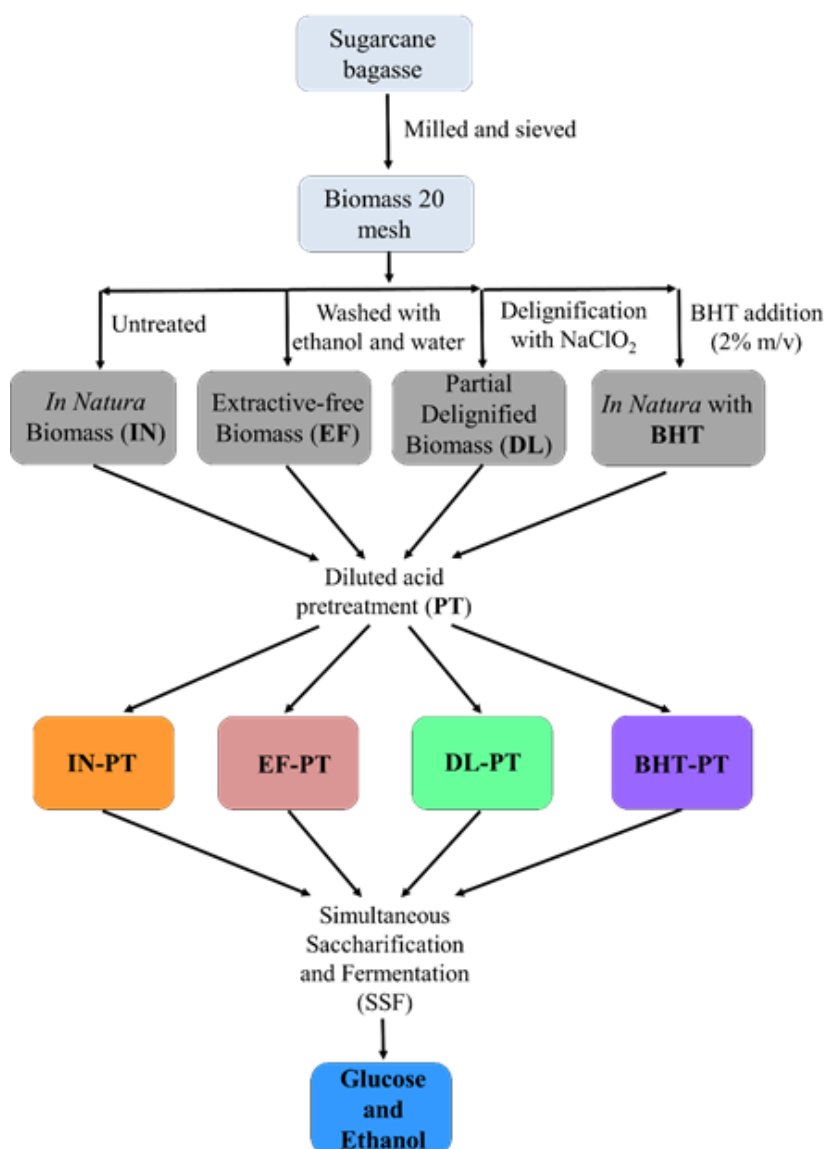 Sugarcane
bagasse
Milled and sieved
Biomass 20
mesh
Untreated
Washed with
ethanol and water
Delignification
with NaClO₂
BHT addition
(2% m/v)
In Natura
Biomass (IN)
Extractive-free
Biomass (EF)
Partial
Delignified
Biomass (DL)
In Natura with
BHT
Diluted acid
pretreatment (PT)
IN-PT
EF-PT
DL-PT
BHT-PT
Simultaneous
Saccharification
and Fermentation
(SSF)
Glucose
and
Ethanol